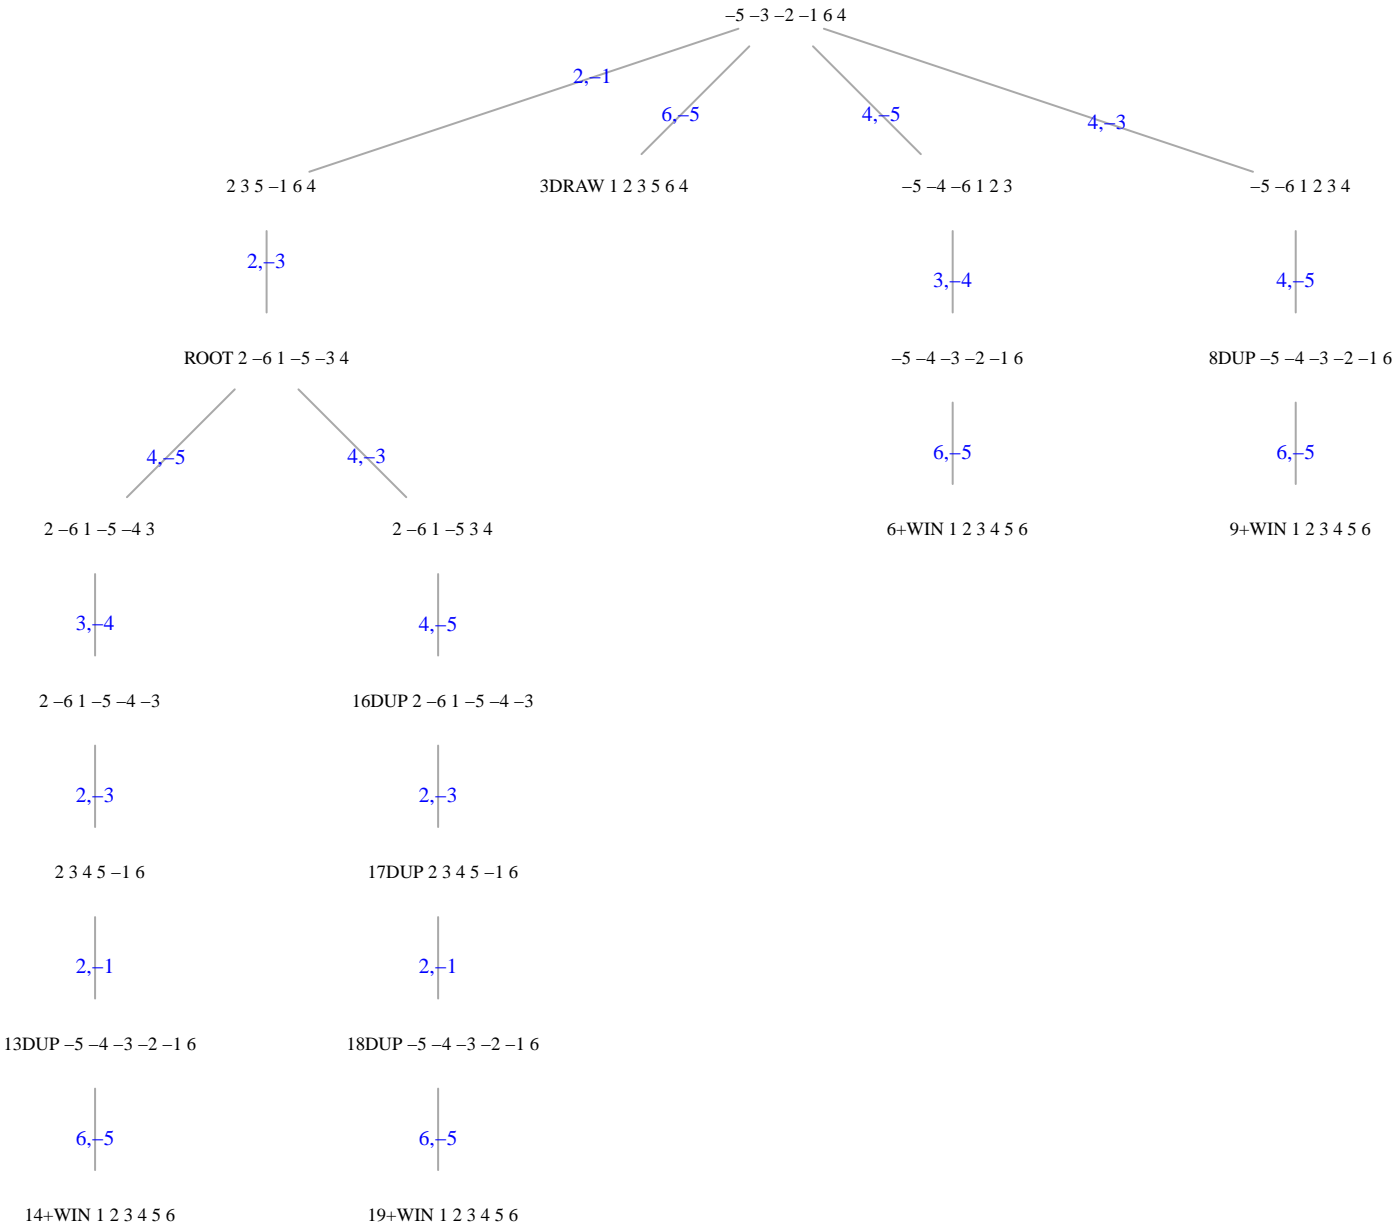 –5 –3 –2 –1 6 4
2,–1
6,–5
4,–5
4,–3
2 3 5 –1 6 4
3DRAW 1 2 3 5 6 4
–5 –4 –6 1 2 3
–5 –6 1 2 3 4
2,–3
3,–4
4,–5
ROOT 2 –6 1 –5 –3 4
–5 –4 –3 –2 –1 6
8DUP –5 –4 –3 –2 –1 6
4,–5
4,–3
6,–5
6,–5
2 –6 1 –5 –4 3
2 –6 1 –5 3 4
6+WIN 1 2 3 4 5 6
9+WIN 1 2 3 4 5 6
3,–4
4,–5
2 –6 1 –5 –4 –3
16DUP 2 –6 1 –5 –4 –3
2,–3
2,–3
2 3 4 5 –1 6
17DUP 2 3 4 5 –1 6
2,–1
2,–1
13DUP –5 –4 –3 –2 –1 6
18DUP –5 –4 –3 –2 –1 6
6,–5
6,–5
14+WIN 1 2 3 4 5 6
19+WIN 1 2 3 4 5 6